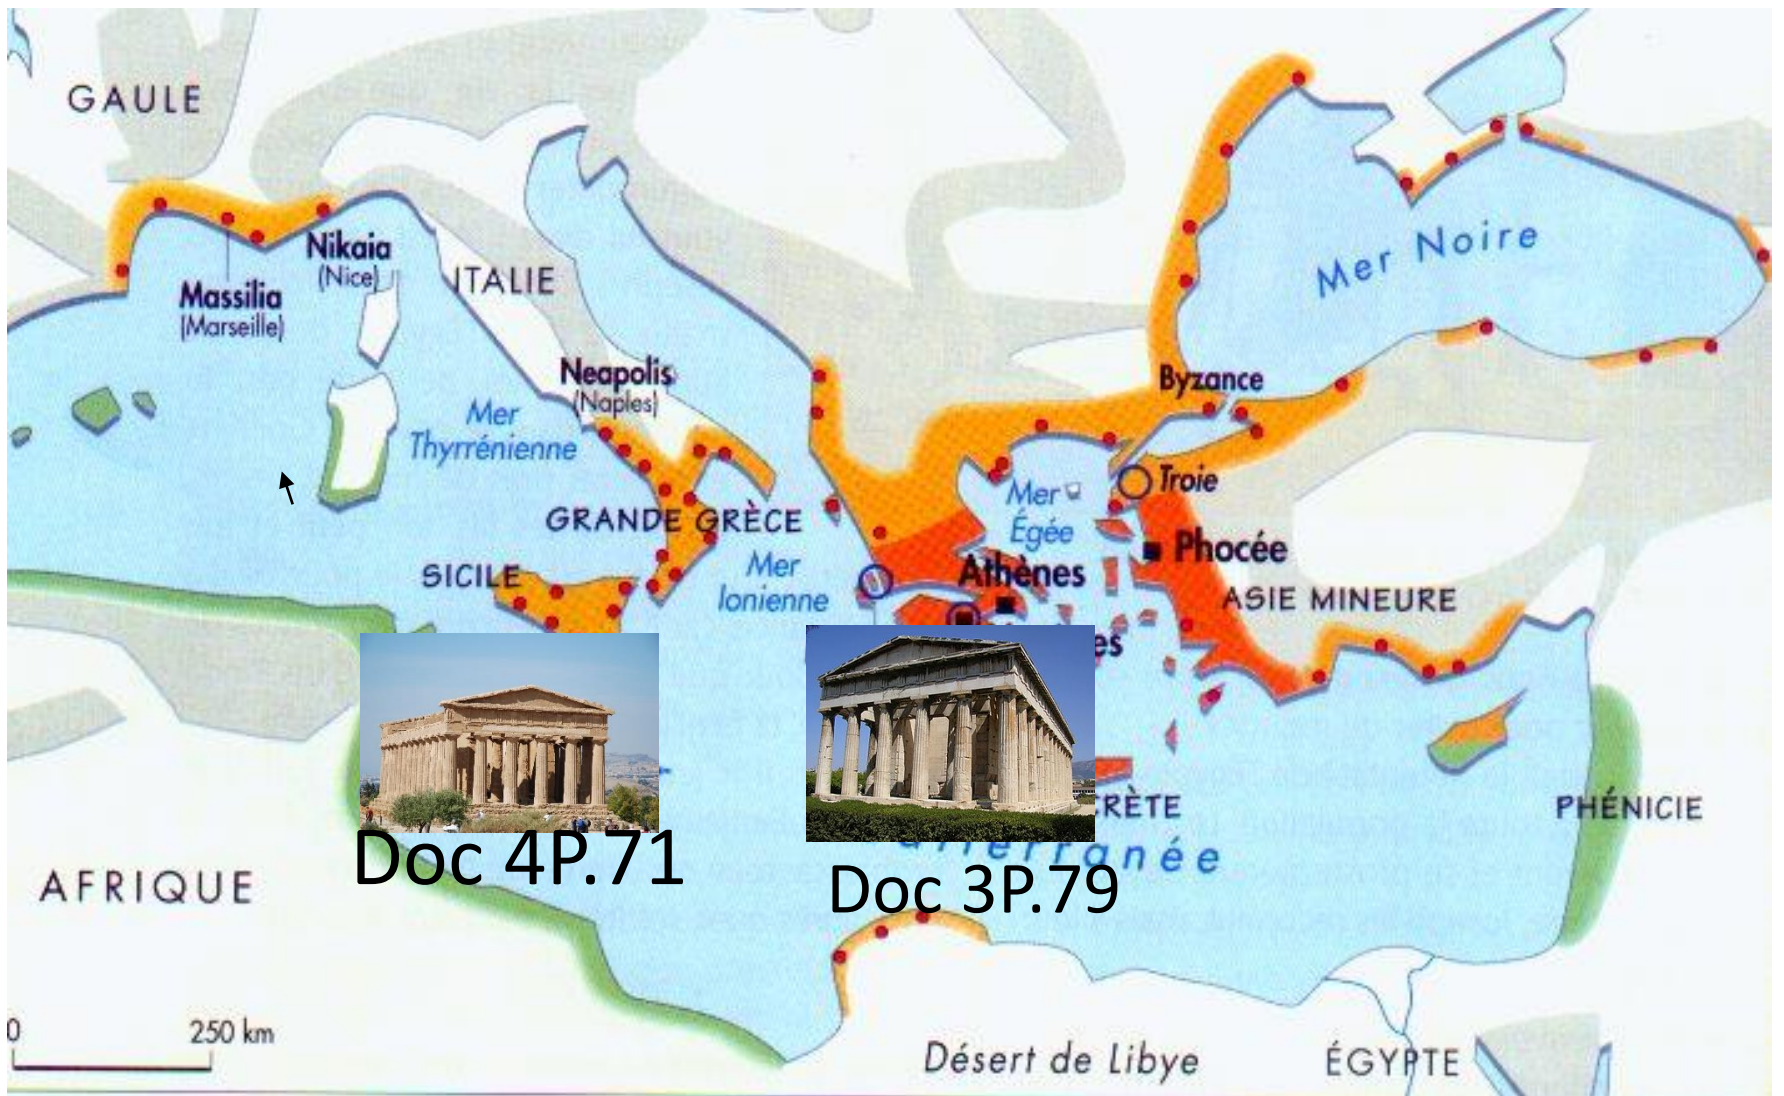 GAULE
Nikaia
(Nice)
Massilia
(Marseille)
ITALIE
Mer Noire
Neapolis
(Naples)
Byzance
Mer
Thyrrénienne
Troie
Mer
Égée
GRANDE GRÈCE
Phocée
Mer
Ionienne
Athènes
SICILE
ASIE MINEURE
es
CRÈTE
PHÉNICIE
Doc 4P.71
Doc 3P.79
terranée
AFRIQUE
0
250 km
Désert de Libye
ÉGYPTE